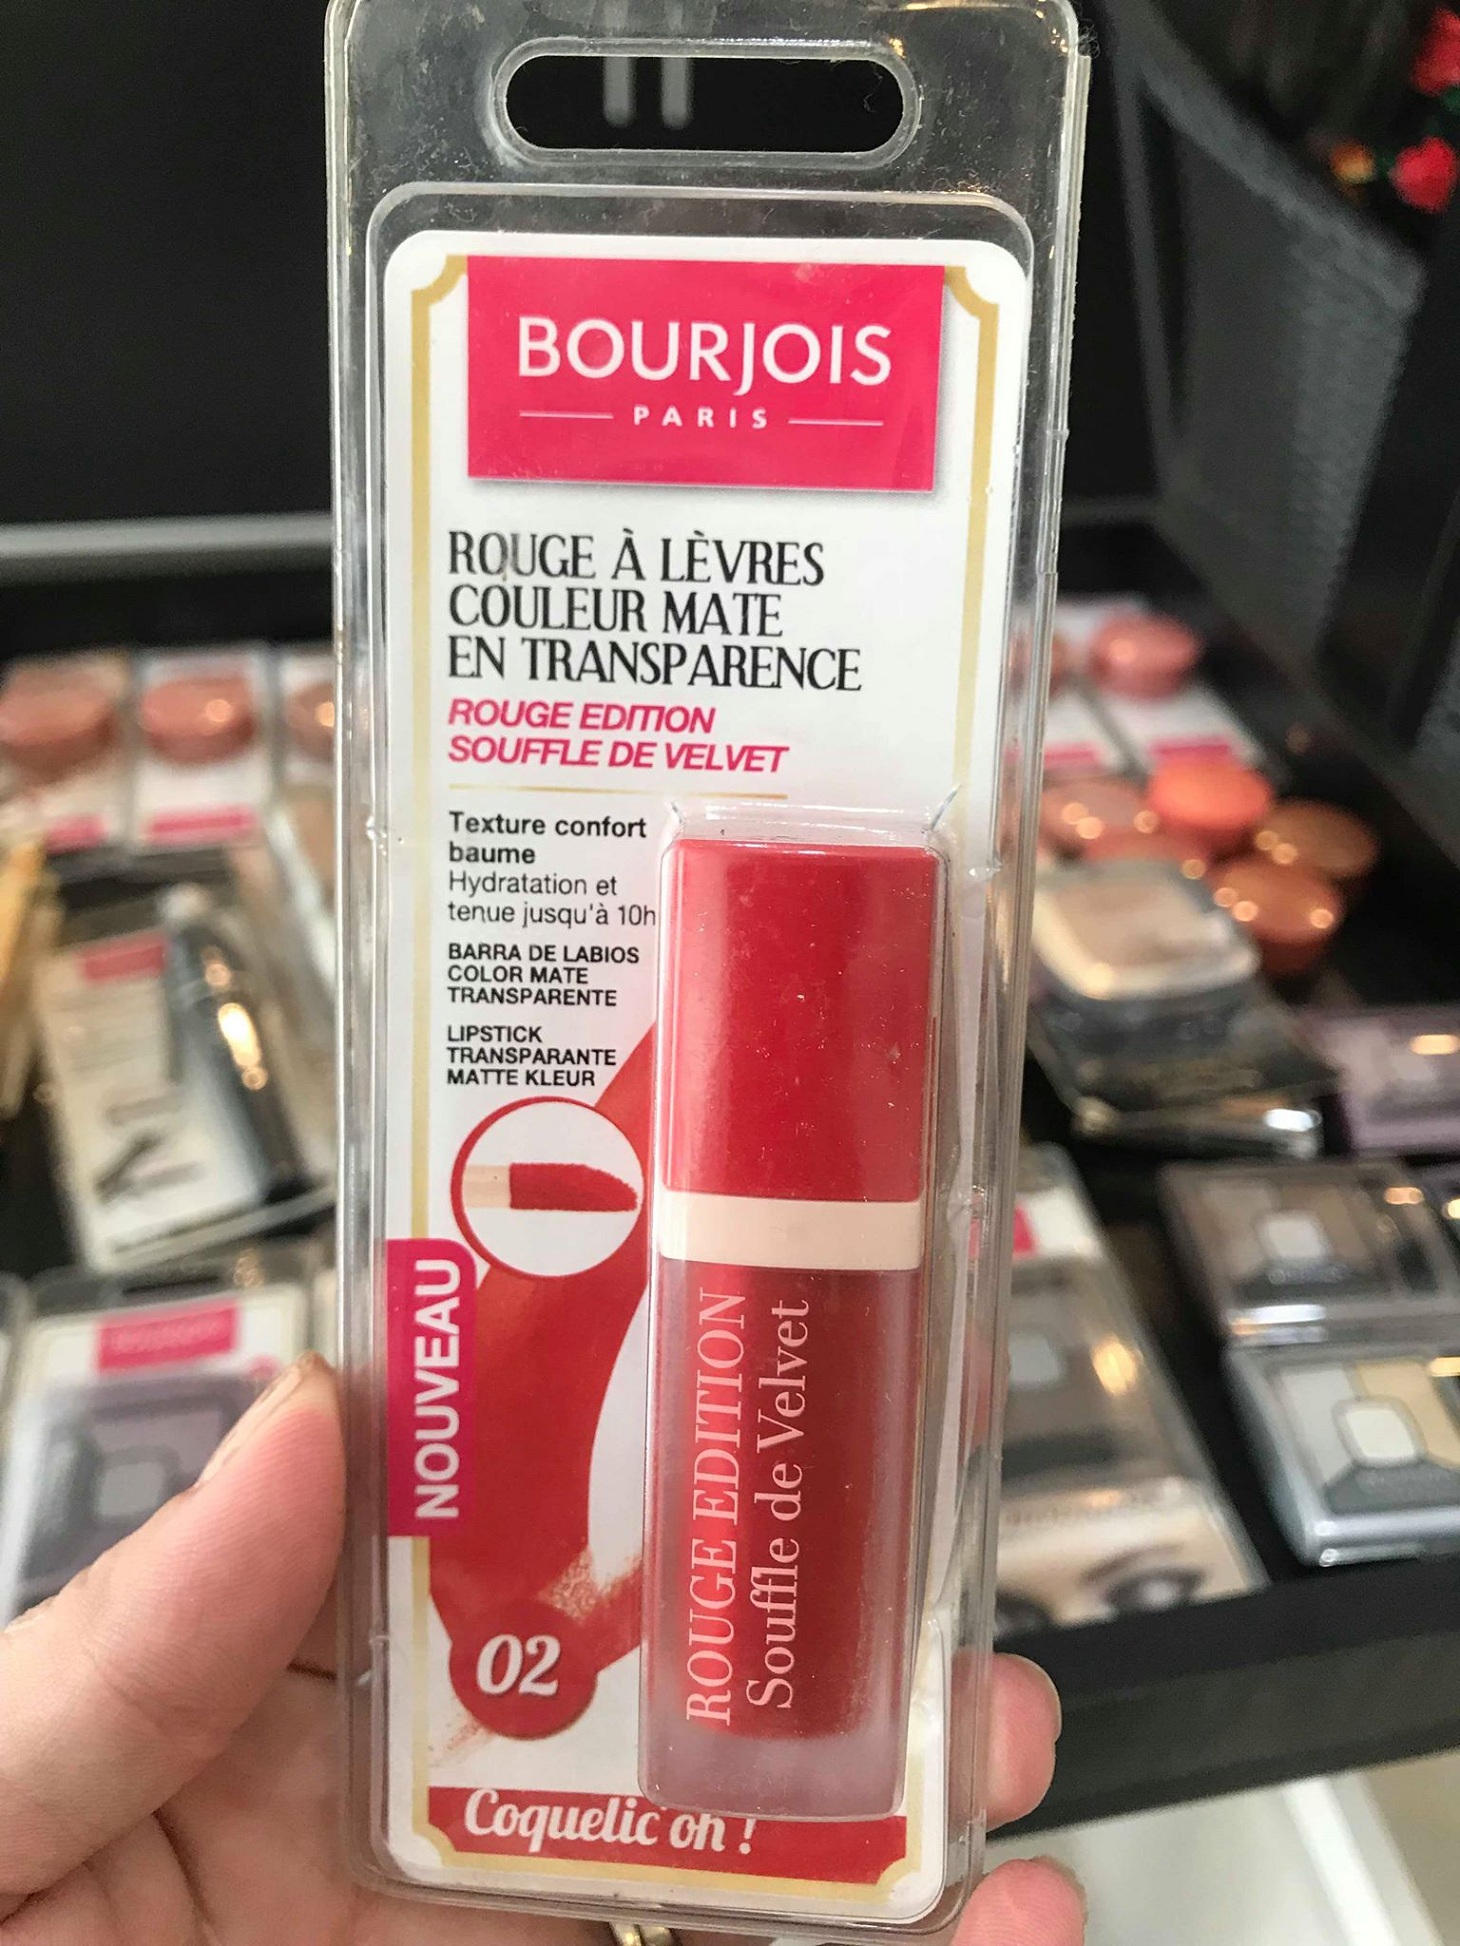 BOURJOIS
PARIS
ROUGE À LÈVRES
COULEUR MATE
EN TRANSPARENCE
ROUGE EDITION
SOUFFLE DE VELVET
Texture confort
baume
Hydratation et
tenue jusqu'à 10h
BARRA DE LABIOS
COLOR MATE
TRANSPARENTE
LIPSTICK
TRANSPARANTE
MATTE KLEUR
NOUVEAU
ROUGE EDITION
Souffle de Velvet
02
Coquelic'oh !